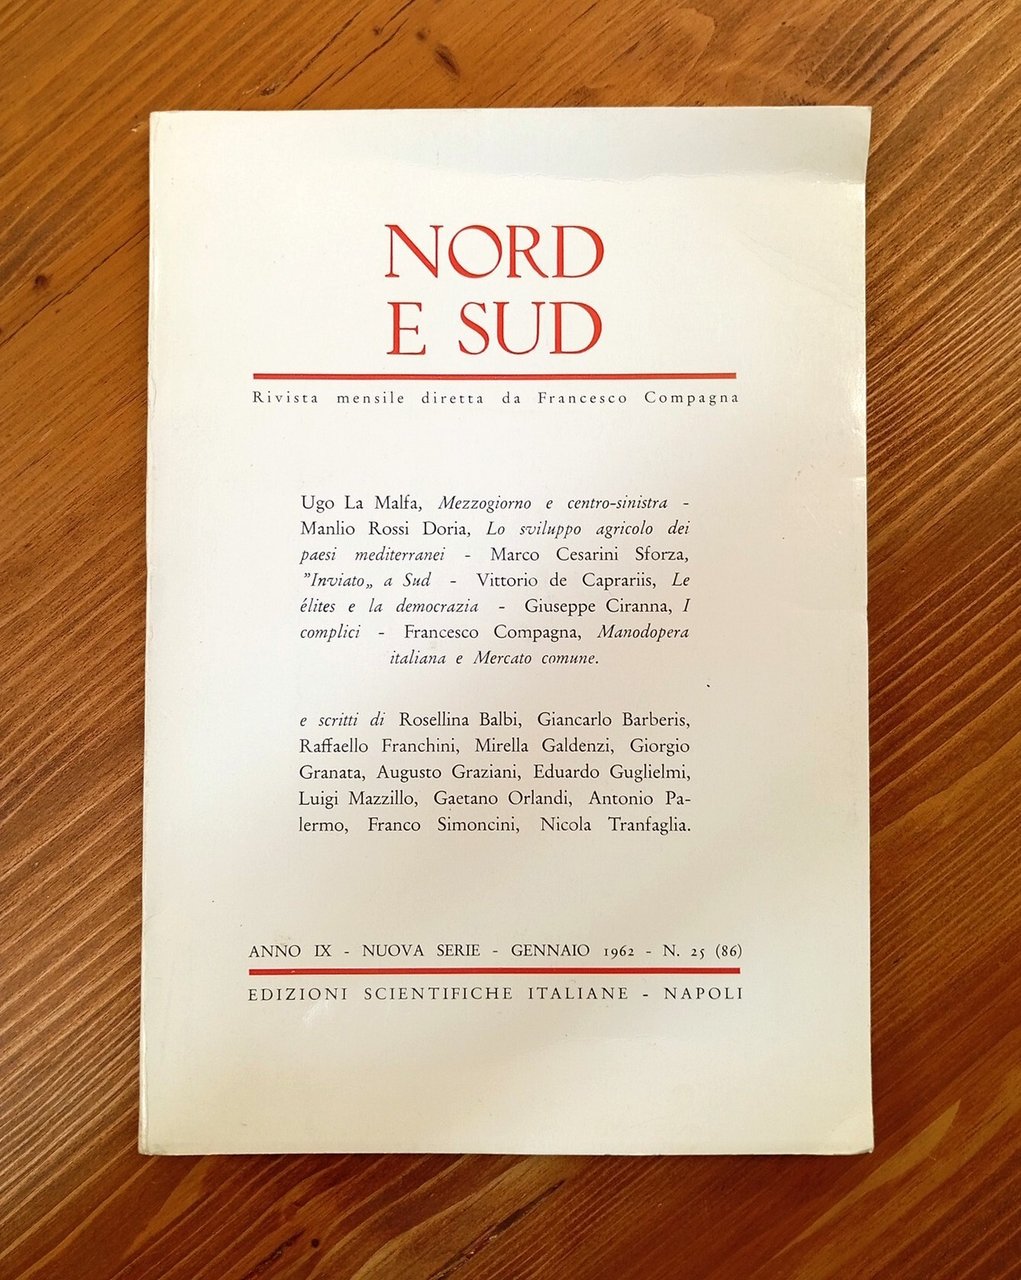 NORD
E SUD
Rivista mensile diretta da Francesco Compagna
Ugo La Malfa, Mezzogiorno e centro-sinistra -
Manlio Rossi Doria, Lo sviluppo agricolo dei
paesi mediterranei - Marco Cesarini Sforza,
”Inviato„ a Sud - Vittorio de Caprariis, Le
élites e la democrazia - Giuseppe Ciranna, I
complici - Francesco Compagna, Manodopera
italiana e Mercato comune.
e scritti di Rosellina Balbi, Giancarlo Barberis,
Raffaello Franchini, Mirella Galdenzi, Giorgio
Granata, Augusto Graziani, Eduardo Guglielmi,
Luigi Mazzillo, Gaetano Orlandi, Antonio Pa-
lermo, Franco Simoncini, Nicola Tranfaglia.
ANNO IX - NUOVA SERIE - GENNAIO 1962 - N. 25 (86)
EDIZIONI SCIENTIFICHE ITALIANE - NAPOLI